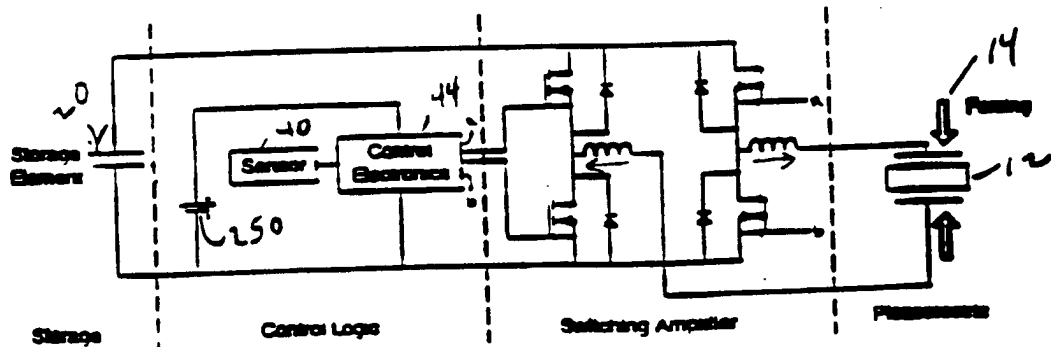 14
20
44
40
Forcing
Storage
Element
Sensor
Control
Electronics
12
250
Storage
Control Logic
Switching Amplifier